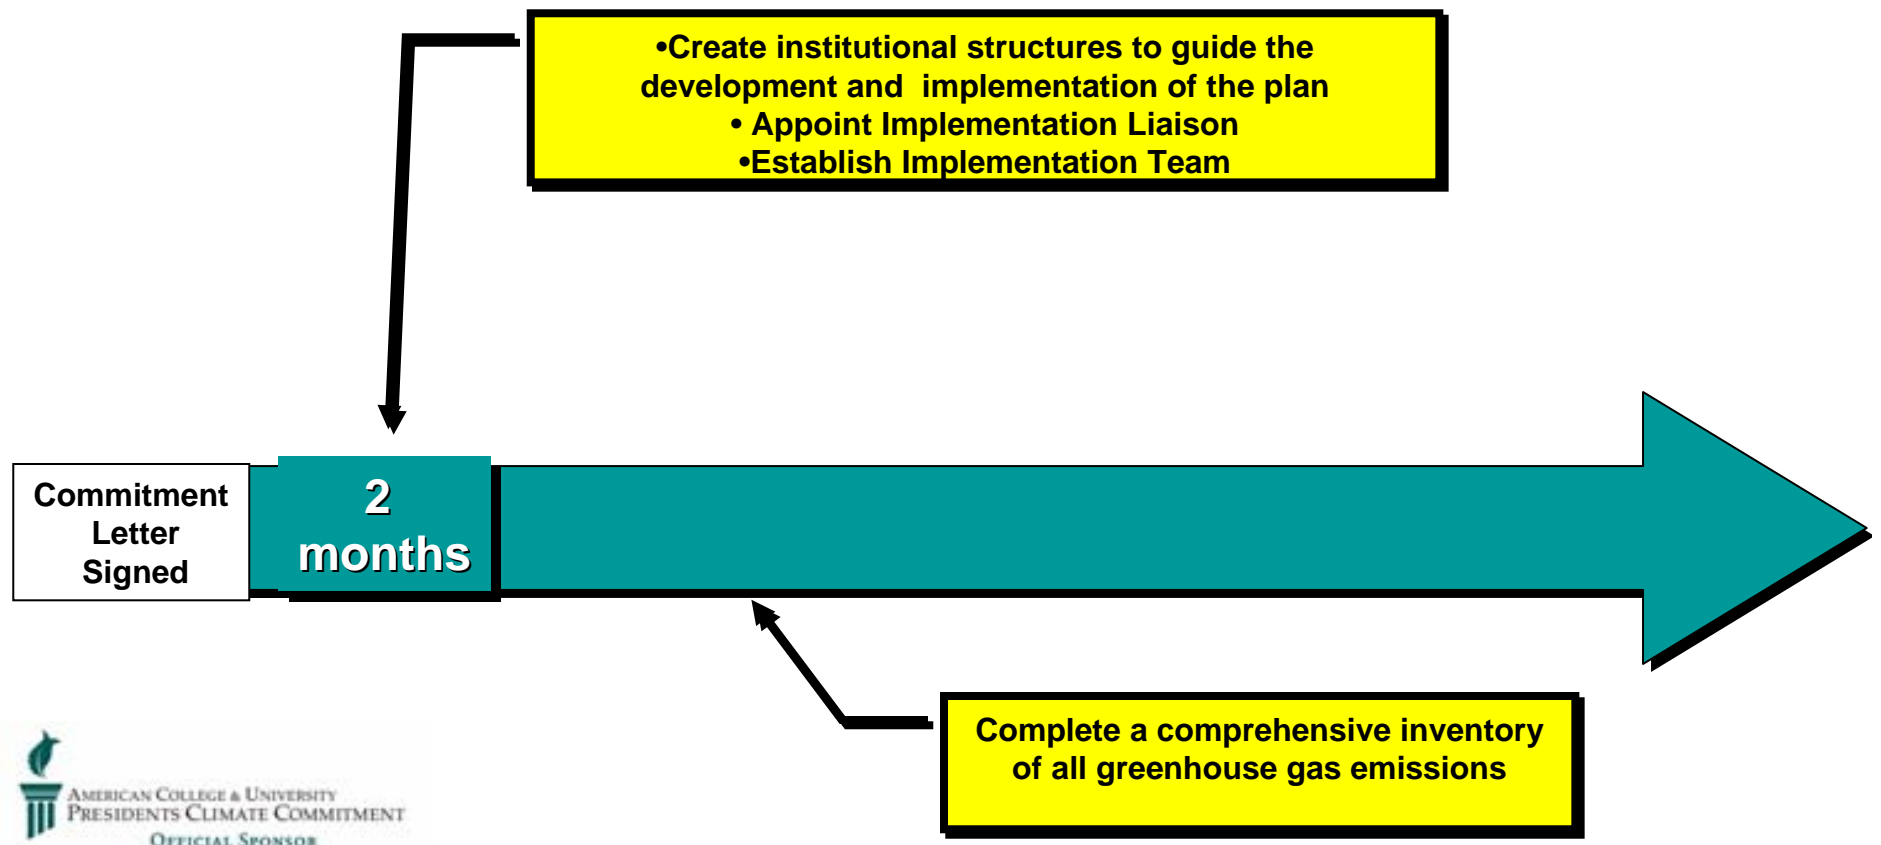 •Create institutional structures to guide the
development and implementation of the plan
• Appoint Implementation Liaison
•Establish Implementation Team
Commitment
Letter
Signed
2
months
Complete a comprehensive inventory
of all greenhouse gas emissions
AMERICAN COLLEGE & UNIVERSITY
PRESIDENTS CLIMATE COMMITMENT
OFFICIAL SPONSOR